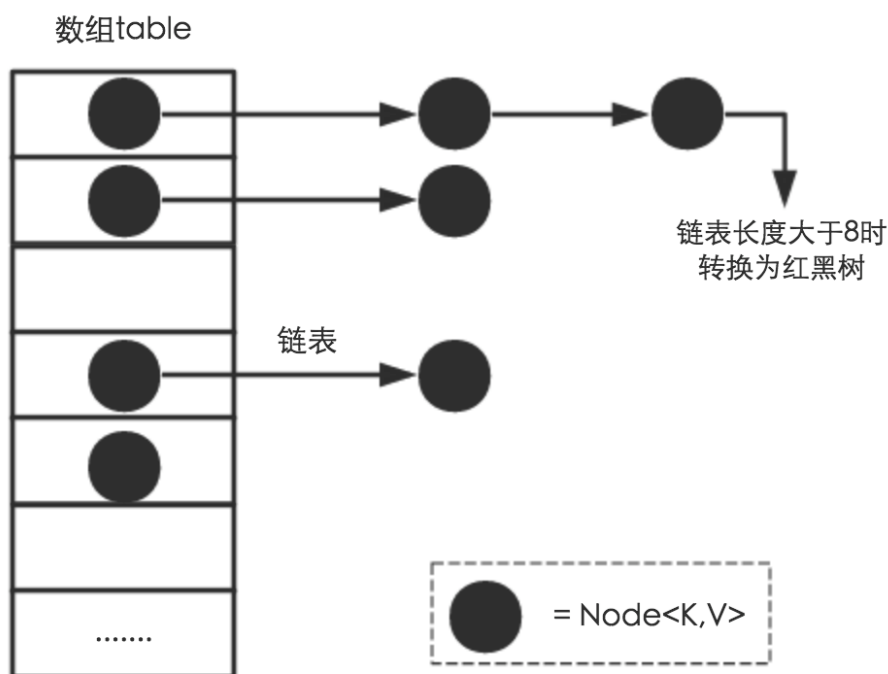 数组table
链表长度大于8时
转换为红黑树
链表
.......
= Node<K,V>